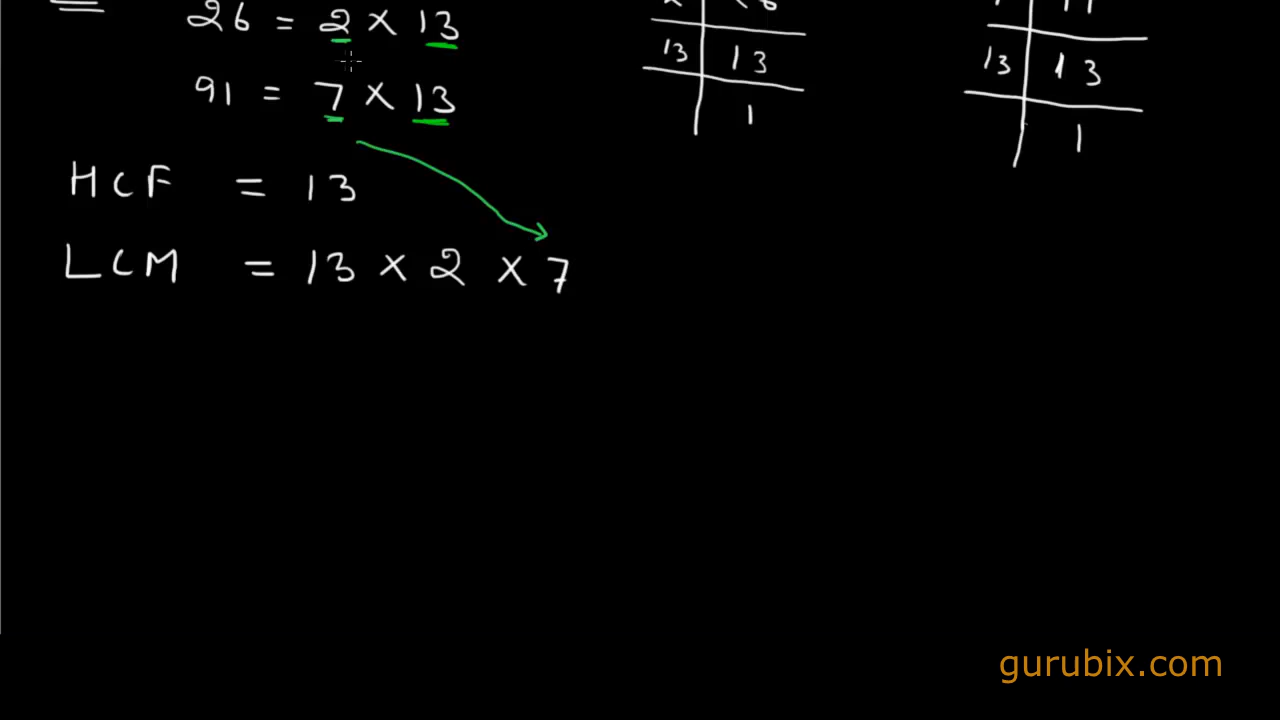 26 = 2 × 13
91 = 7 × 13
HCF = 13
LCM = 13 × 2 × 7
13 | 13
1
13 | 13
1
gurubix.com